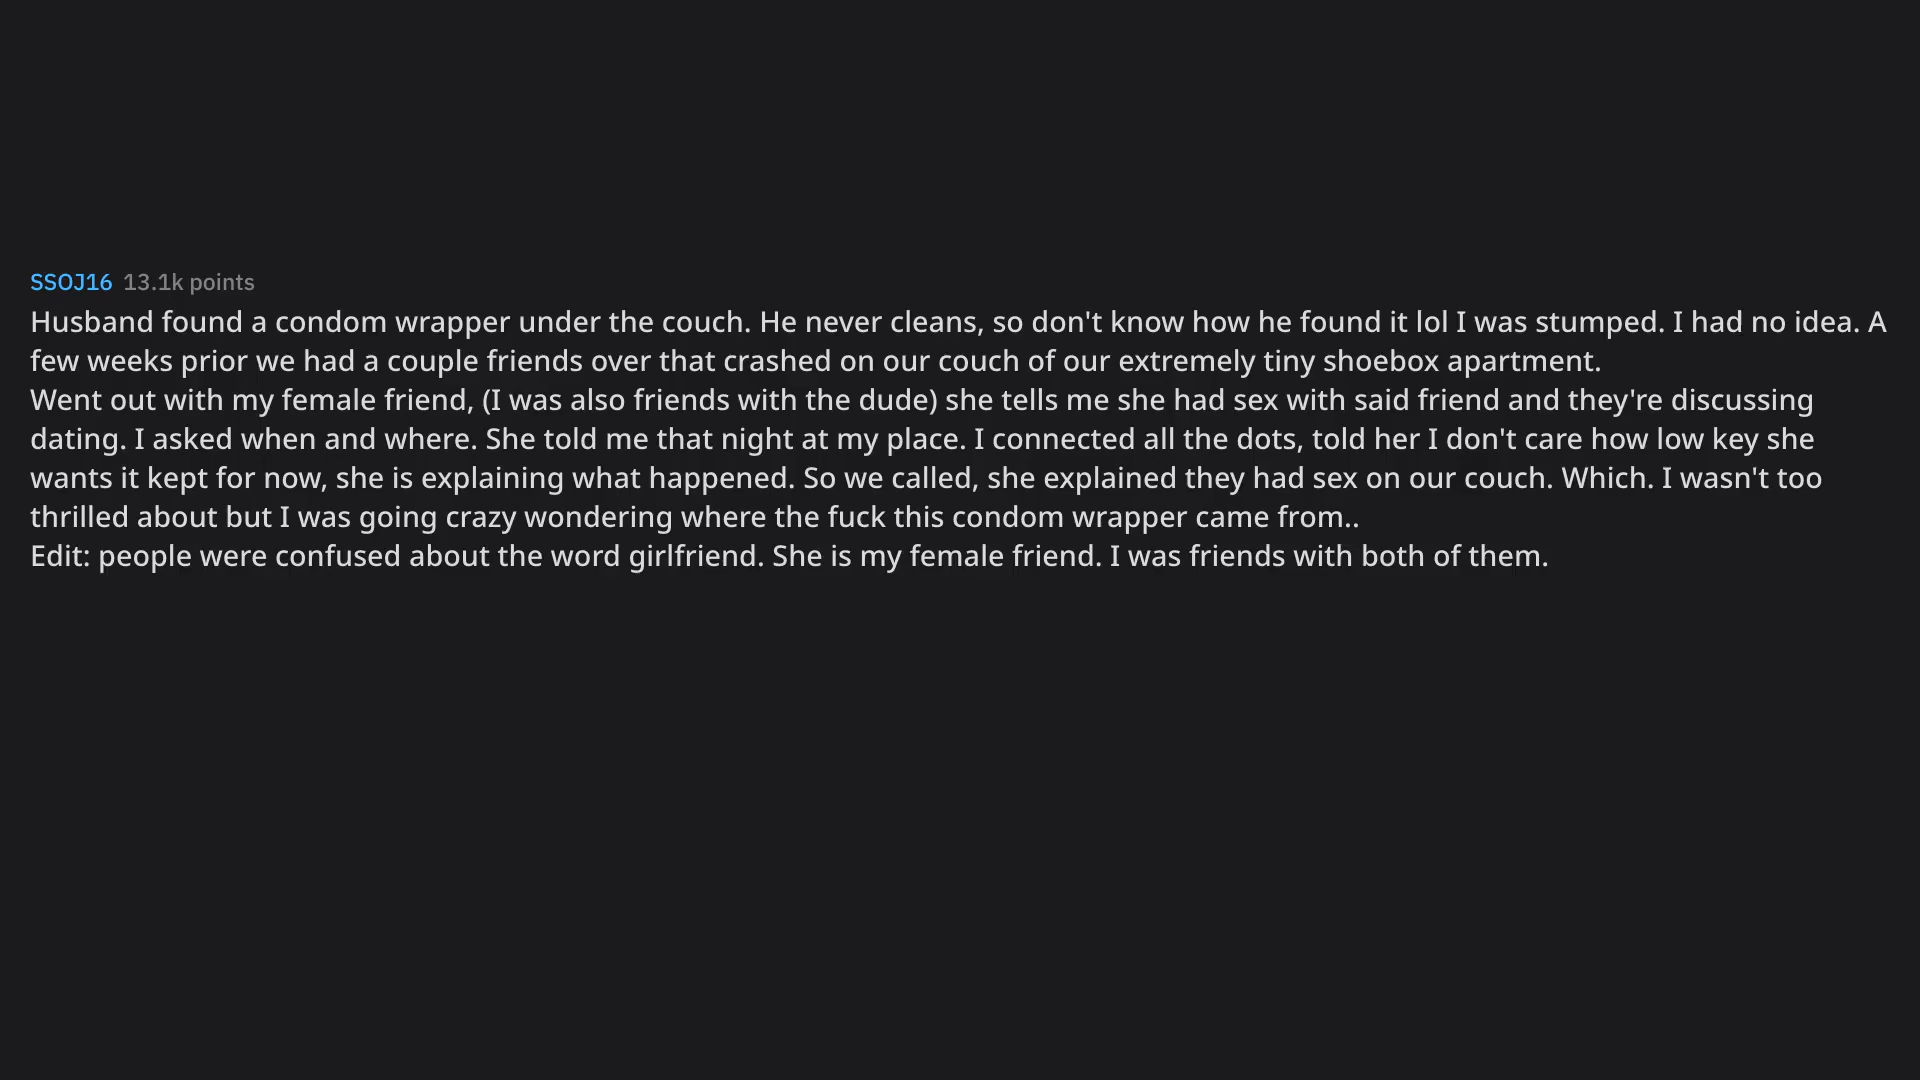 SSOJ16 13.1k points
Husband found a condom wrapper under the couch. He never cleans, so don't know how he found it lol I was stumped. I had no idea. A
few weeks prior we had a couple friends over that crashed on our couch of our extremely tiny shoebox apartment.
Went out with my female friend, (I was also friends with the dude) she tells me she had sex with said friend and they're discussing
dating. I asked when and where. She told me that night at my place. I connected all the dots, told her I don't care how low key she
wants it kept for now, she is explaining what happened. So we called, she explained they had sex on our couch. Which. I wasn't too
thrilled about but I was going crazy wondering where the fuck this condom wrapper came from..
Edit: people were confused about the word girlfriend. She is my female friend. I was friends with both of them.